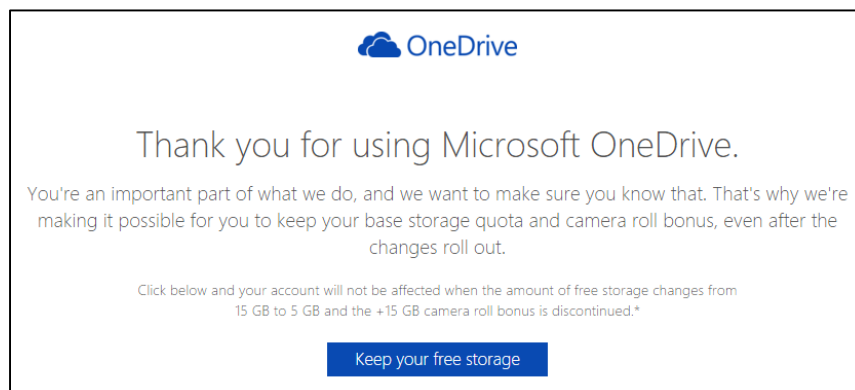 OneDrive
Thank you for using Microsoft OneDrive.
You're an important part of what we do, and we want to make sure you know that. That's why we're
making it possible for you to keep your base storage quota and camera roll bonus, even after the
changes roll out.
Click below and your account will not be affected when the amount of free storage changes from
15 GB to 5 GB and the +15 GB camera roll bonus is discontinued.*
Keep your free storage